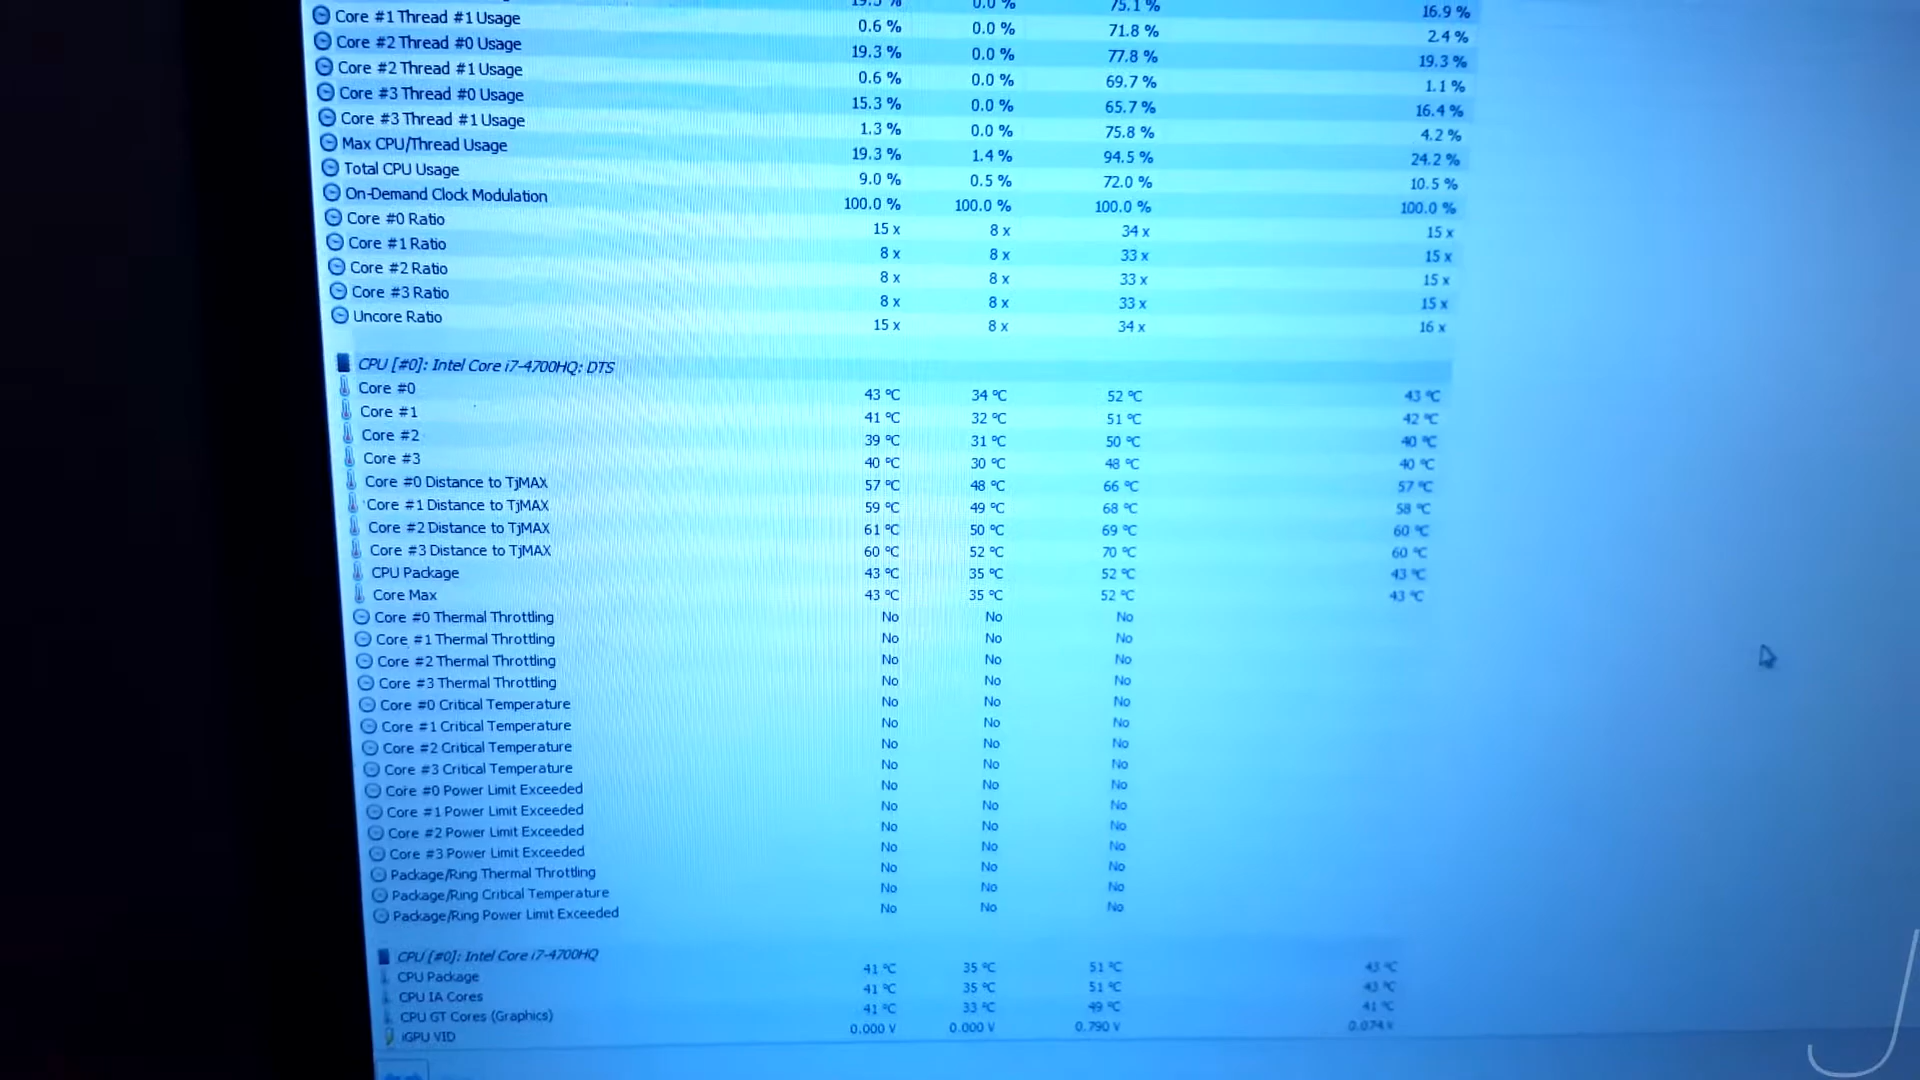 19.5 % 0.0 % 75.1 % 16.9 %
Core #1 Thread #1 Usage 0.6 % 0.0 % 71.8 % 2.4 %
Core #2 Thread #0 Usage 19.3 % 0.0 % 77.8 % 19.3 %
Core #2 Thread #1 Usage 0.6 % 0.0 % 69.7 % 1.1 %
Core #3 Thread #0 Usage 15.3 % 0.0 % 65.7 % 16.4 %
Core #3 Thread #1 Usage 1.3 % 0.0 % 75.8 % 4.2 %
Max CPU/Thread Usage 19.3 % 1.4 % 94.5 % 24.2 %
Total CPU Usage 9.0 % 0.5 % 72.0 % 10.5 %
On-Demand Clock Modulation 100.0 % 100.0 % 100.0 % 100.0 %
Core #0 Ratio 15 x 8 x 34 x 15 x
Core #1 Ratio 8 x 8 x 33 x 15 x
Core #2 Ratio 8 x 8 x 33 x 15 x
Core #3 Ratio 8 x 8 x 33 x 15 x
Uncore Ratio 15 x 8 x 34 x 16 x
CPU [#0]: Intel Core i7-4700HQ: DTS
Core #0 43 °C 34 °C 52 °C 43 °C
Core #1 41 °C 32 °C 51 °C 42 °C
Core #2 39 °C 31 °C 50 °C 40 °C
Core #3 40 °C 30 °C 48 °C 40 °C
Core #0 Distance to TjMAX 57 °C 48 °C 66 °C 57 °C
Core #1 Distance to TjMAX 59 °C 49 °C 68 °C 58 °C
Core #2 Distance to TjMAX 61 °C 50 °C 69 °C 60 °C
Core #3 Distance to TjMAX 60 °C 52 °C 70 °C 60 °C
CPU Package 43 °C 35 °C 52 °C 43 °C
Core Max 43 °C 35 °C 52 °C 43 °C
Core #0 Thermal Throttling No No No
Core #1 Thermal Throttling No No No
Core #2 Thermal Throttling No No No
Core #3 Thermal Throttling No No No
Core #0 Critical Temperature No No No
Core #1 Critical Temperature No No No
Core #2 Critical Temperature No No No
Core #3 Critical Temperature No No No
Core #0 Power Limit Exceeded No No No
Core #1 Power Limit Exceeded No No No
Core #2 Power Limit Exceeded No No No
Core #3 Power Limit Exceeded No No No
Package/Ring Thermal Throttling No No No
Package/Ring Critical Temperature No No No
Package/Ring Power Limit Exceeded No No No
CPU [#0]: Intel Core i7-4700HQ
CPU Package 41 °C 35 °C 51 °C 43 °C
CPU IA Cores 41 °C 35 °C 51 °C 43 °C
CPU GT Cores (Graphics) 41 °C 33 °C 49 °C 41 °C
iGPU VID 0.000 V 0.000 V 0.790 V 0.074 V